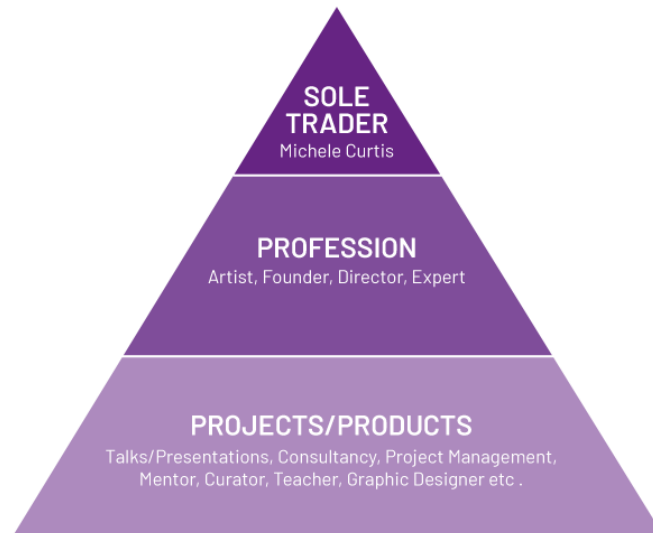 SOLE
TRADER
Michele Curtis
PROFESSION
Artist, Founder, Director, Expert
PROJECTS/PRODUCTS
Talks/Presentations, Consultancy, Project Management,
Mentor, Curator, Teacher, Graphic Designer etc .